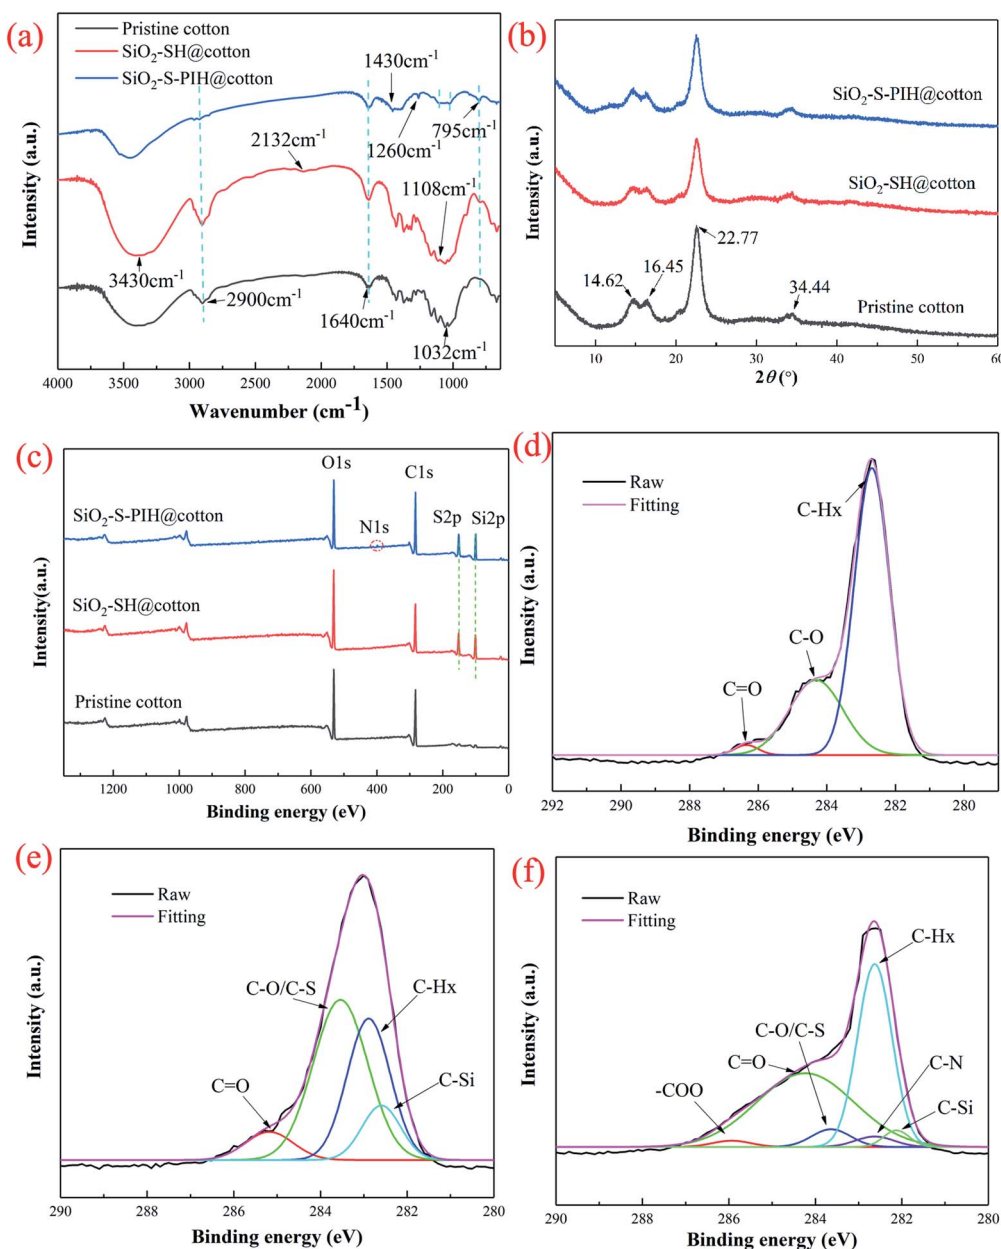 (a)
Pristine cotton
SiO2-SH@cotton
SiO2-S-PIH@cotton
1430cm-1
2132cm-1
1260cm-1
795cm-1
1108cm-1
3430cm-1
2900cm-1
1640cm-1
1032cm-1
Intensity (a.u.)
4000 3500 3000 2500 2000 1500 1000
Wavenumber (cm-1)
(b)
SiO2-S-PIH@cotton
SiO2-SH@cotton
22.77
14.62
16.45
34.44
Pristine cotton
Intensity (a.u.)
10 20 30 40 50 60
2θ (°)
(c)
O1s
C1s
N1s
S2p
Si2p
SiO2-S-PIH@cotton
SiO2-SH@cotton
Pristine cotton
Intensity(a.u.)
1200 1000 800 600 400 200 0
Binding energy (eV)
(d)
Raw
Fitting
C-Hx
C-O
C=O
Inensity (a.u.)
292 290 288 286 284 282 280
Binding energy (eV)
(e)
Raw
Fitting
C-O/C-S
C-Hx
C=O
C-Si
Intensity (a.u.)
290 288 286 284 282 280
Binding energy (eV)
(f)
Raw
Fitting
C-Hx
C-O/C-S
C=O
C-N
-COO
C-Si
Intensity (a.u.)
290 288 286 284 282 280
Binding energy (eV)